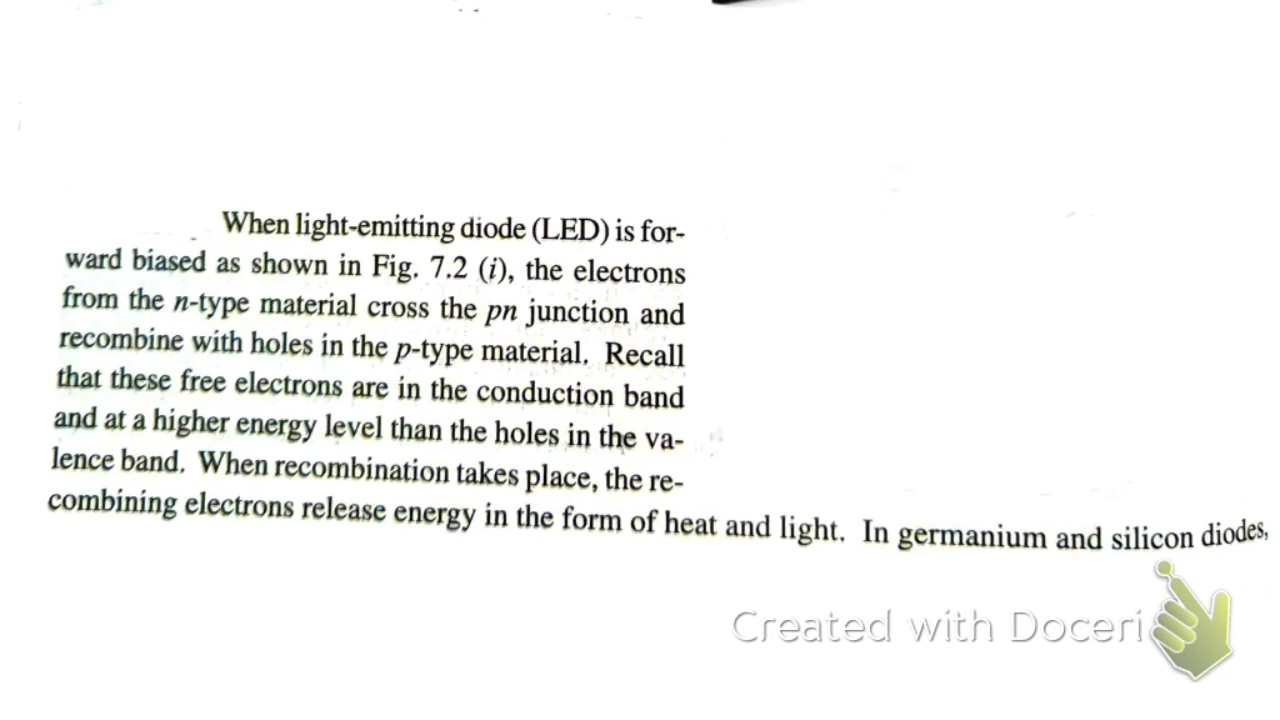 When light-emitting diode (LED) is for-
ward biased as shown in Fig. 7.2 (i), the electrons
from the n-type material cross the pn junction and
recombine with holes in the p-type material. Recall
that these free electrons are in the conduction band
and at a higher energy level than the holes in the va-
lence band. When recombination takes place, the re-
combining electrons release energy in the form of heat and light. In germanium and silicon diodes,
Created with Doceri